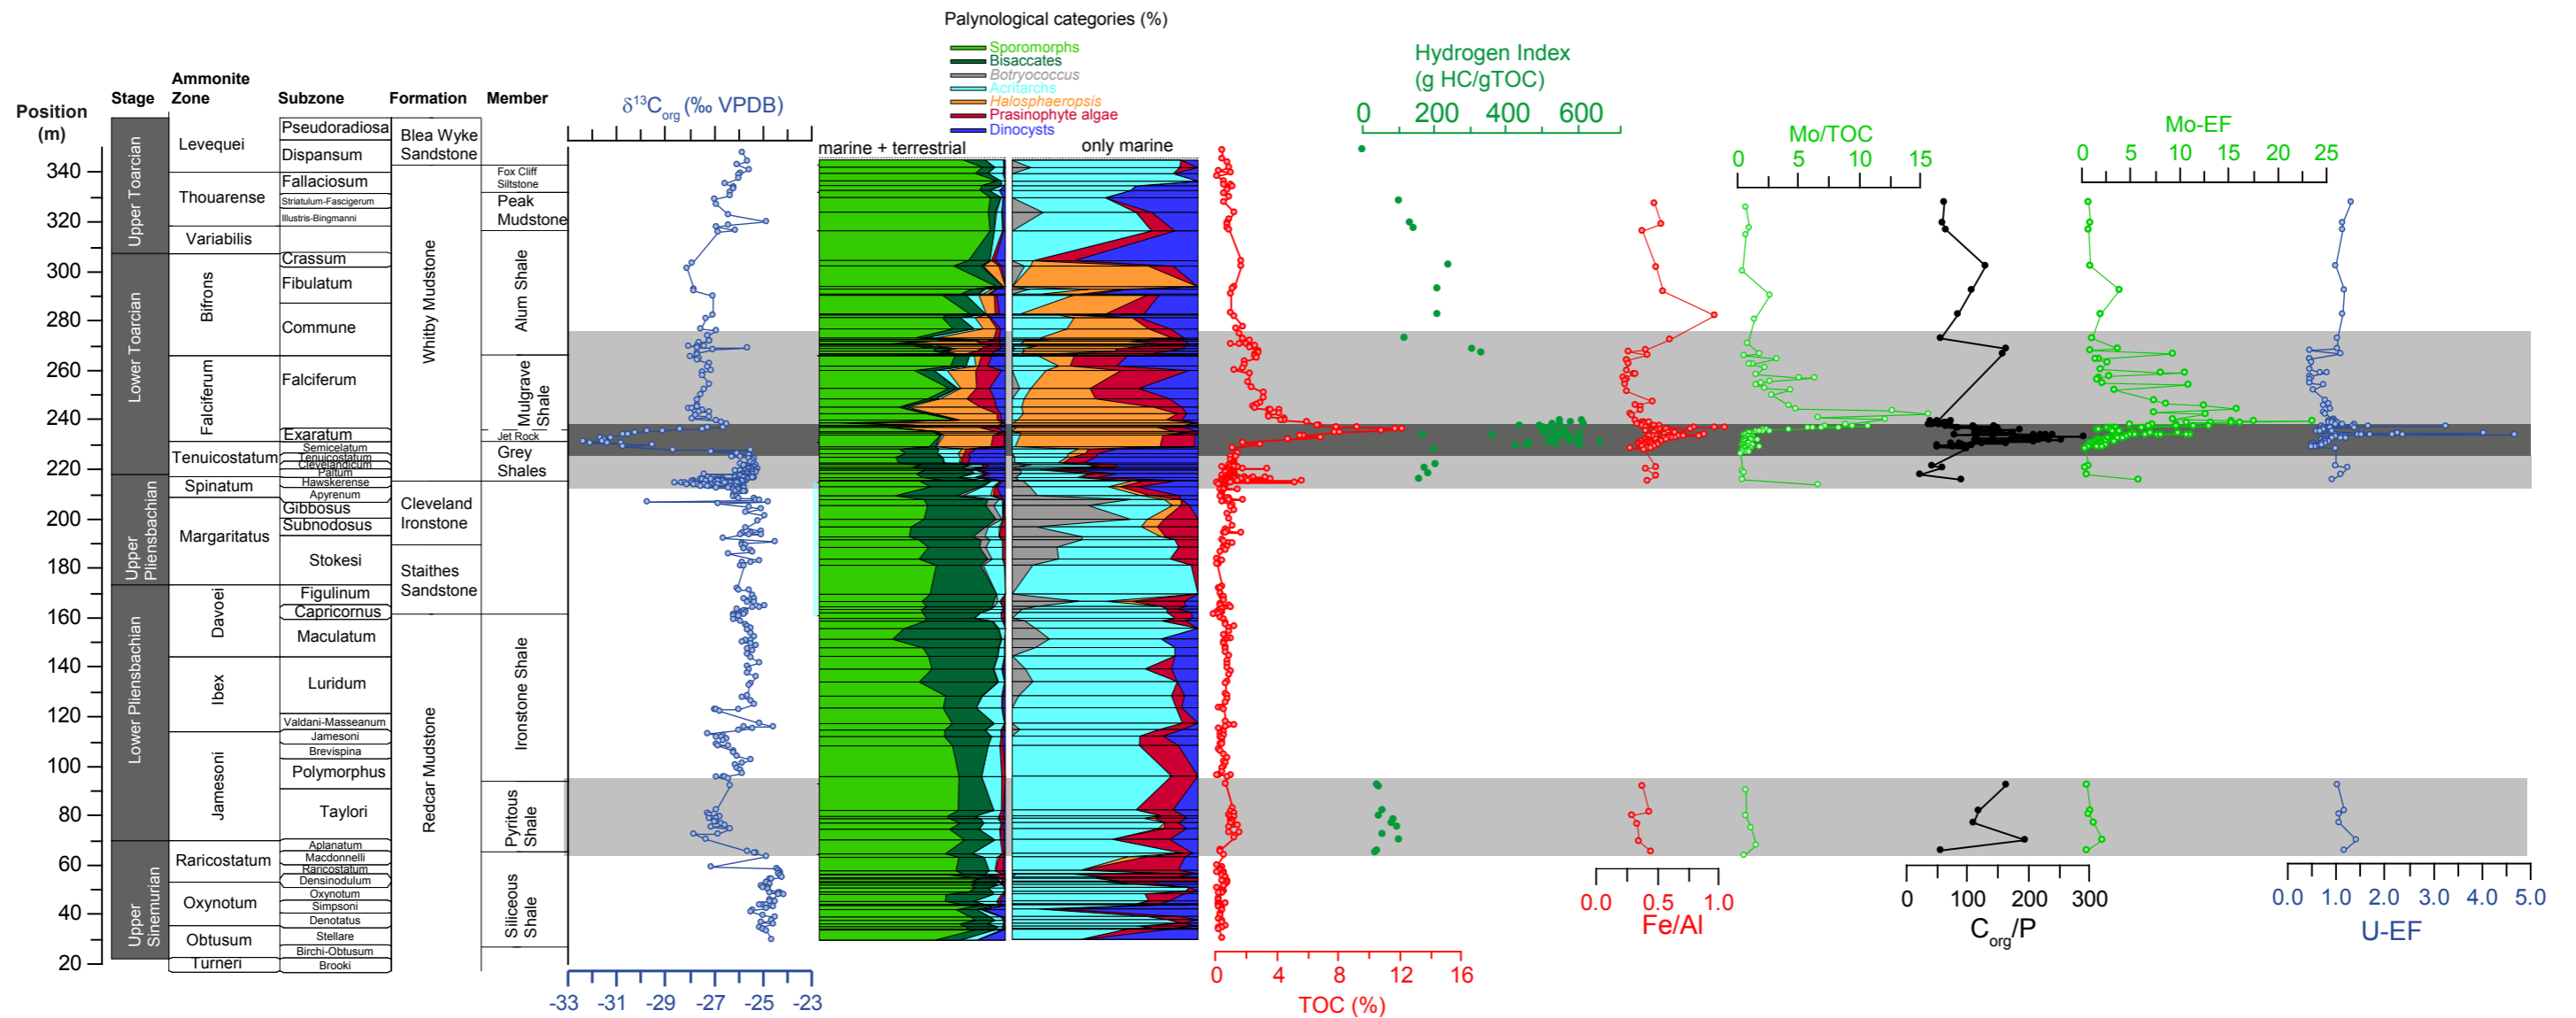 Palynological categories (%)
Sporomorphs
Bisaccates
Botryococcus
Acritarchs
Halosphaeropsis
Prasinophyte algae
Dinocysts
marine + terrestrial
only marine
Position
(m)
Stage
Ammonite
Zone
Subzone
Formation
Member
δ13Corg (‰ VPDB)
Hydrogen Index
(g HC/gTOC)
0 200 400 600
Mo/TOC
0 5 10 15
Mo-EF
0 5 10 15 20 25
340
320
300
280
260
240
220
200
180
160
140
120
100
80
60
40
20
Upper Toarcian
Lower Toarcian
Upper
Pliensbachian
Lower Pliensbachian
Upper
Sinemurian
Levequei
Thouarense
Variabilis
Bifrons
Falciferum
Tenuicostatum
Spinatum
Margaritatus
Davoei
Ibex
Jamesoni
Raricostatum
Oxynotum
Obtusum
Turneri
Pseudoradiosa
Dispansum
Fallaciosum
Striatulum-Fascigerum
Illustris-Bingmanni
Crassum
Fibulatum
Commune
Falciferum
Exaratum
Semicelatum
Tenuicostatum
Clevelandicum
Paltum
Hawskerense
Apyrenum
Gibbosus
Subnodosus
Stokesi
Figulinum
Capricornus
Maculatum
Luridum
Valdani-Masseanum
Jamesoni
Brevispina
Polymorphus
Taylori
Aplanatum
Macdonnelli
Raricostatum
Densinodulum
Oxynotum
Simpsoni
Denotatus
Stellare
Birchi-Obtusum
Brooki
Blea Wyke
Sandstone
Whitby Mudstone
Cleveland
Ironstone
Staithes
Sandstone
Redcar Mudstone
Fox Cliff
Siltstone
Peak
Mudstone
Alum Shale
Mulgrave
Shale
Jet Rock
Grey
Shales
Ironstone Shale
Pyritous
Shale
Siliceous
Shale
-33 -31 -29 -27 -25 -23
0 4 8 12 16
TOC (%)
0.0 0.5 1.0
Fe/Al
0 100 200 300
Corg/P
0.0 1.0 2.0 3.0 4.0 5.0
U-EF